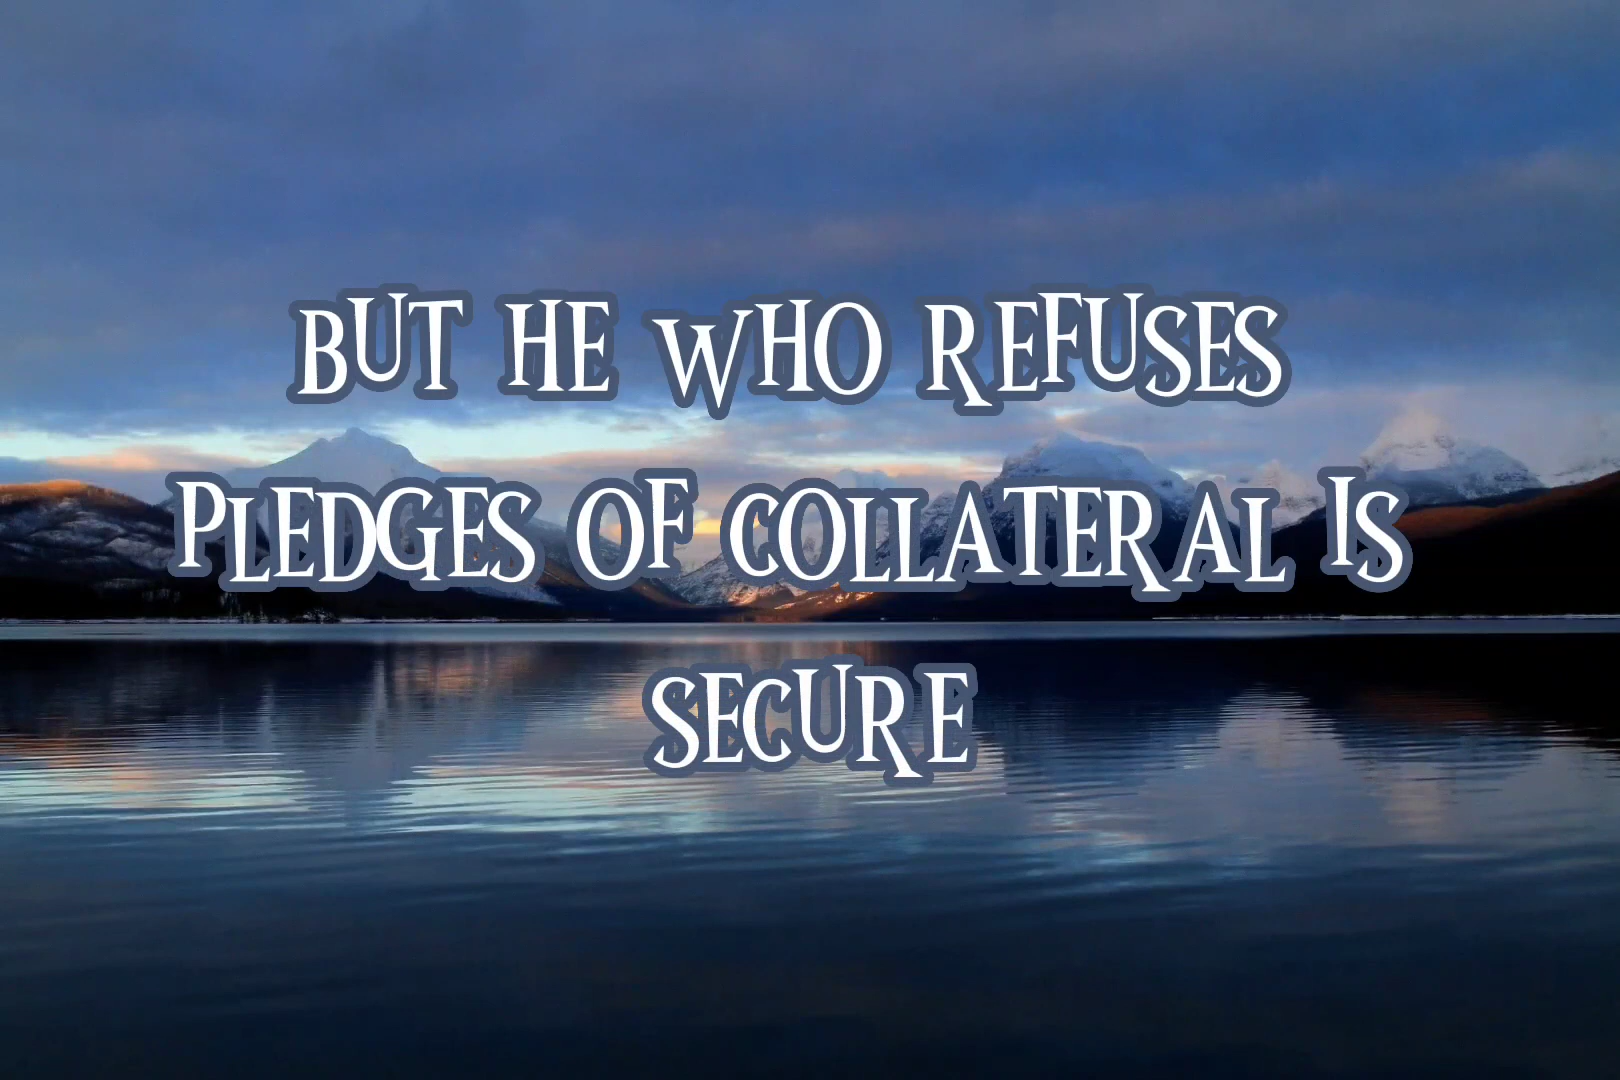 BUT HE WHO REFUSES
PLEDGES OF COLLATERAL IS
SECURE